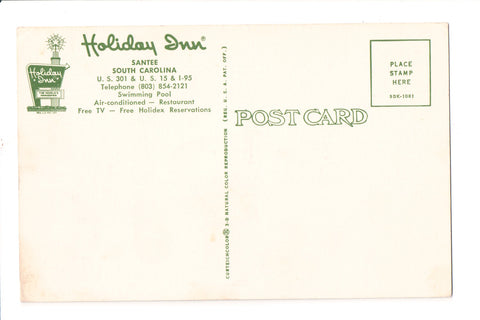 Holiday Inn®
SANTEE
SOUTH CAROLINA
U. S. 301 & U. S. 15 & I-95
Telephone (803) 854-2121
Swimming Pool
Air-conditioned — Restaurant
Free TV — Free Holidex Reservations
Holiday Inn
POST CARD
PLACE
STAMP
HERE
CURTEICHCOLOR® 3-D NATURAL COLOR REPRODUCTION (REG. U. S. A. PAT. OFF.)